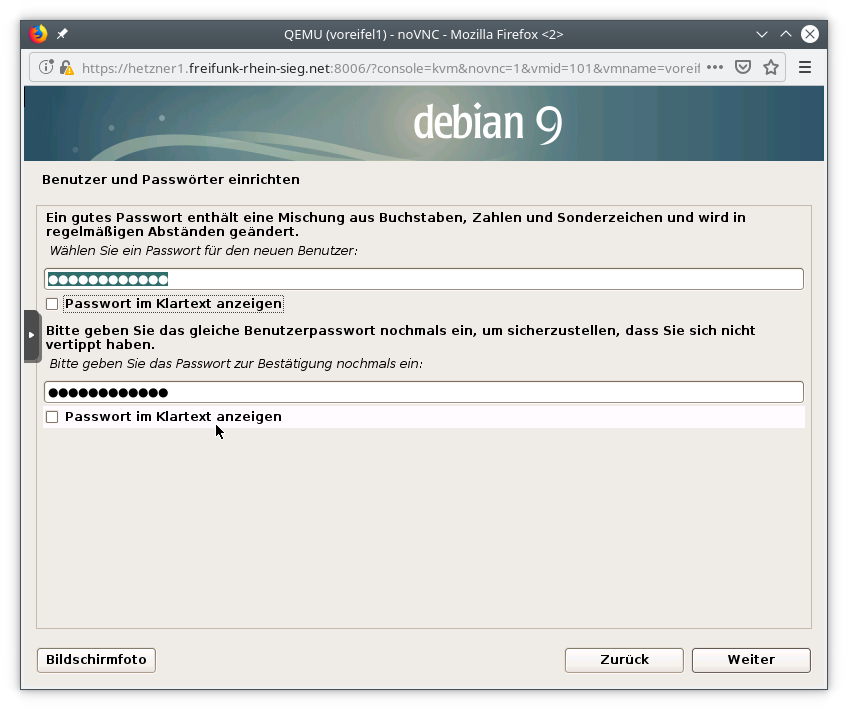 QEMU (voreifel1) - noVNC - Mozilla Firefox <2>
https://hetzner1.freifunk-rhein-sieg.net:8006/?console=kvm&novnc=1&vmid=101&vmname=voreif
debian 9
Benutzer und Passwörter einrichten
Ein gutes Passwort enthält eine Mischung aus Buchstaben, Zahlen und Sonderzeichen und wird in
regelmäßigen Abständen geändert.
Wählen Sie ein Passwort für den neuen Benutzer:
●●●●●●●●●●●●
Passwort im Klartext anzeigen
Bitte geben Sie das gleiche Benutzerpasswort nochmals ein, um sicherzustellen, dass Sie sich nicht
vertippt haben.
Bitte geben Sie das Passwort zur Bestätigung nochmals ein:
●●●●●●●●●●●●
Passwort im Klartext anzeigen
Bildschirmfoto Zurück Weiter